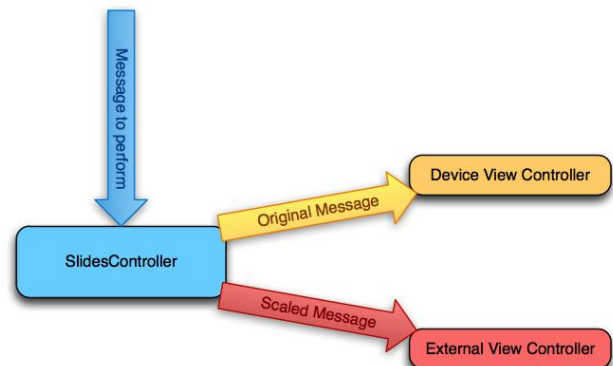 Message to perform
Device View Controller
Original Message
SlidesController
Scaled Message
External View Controller